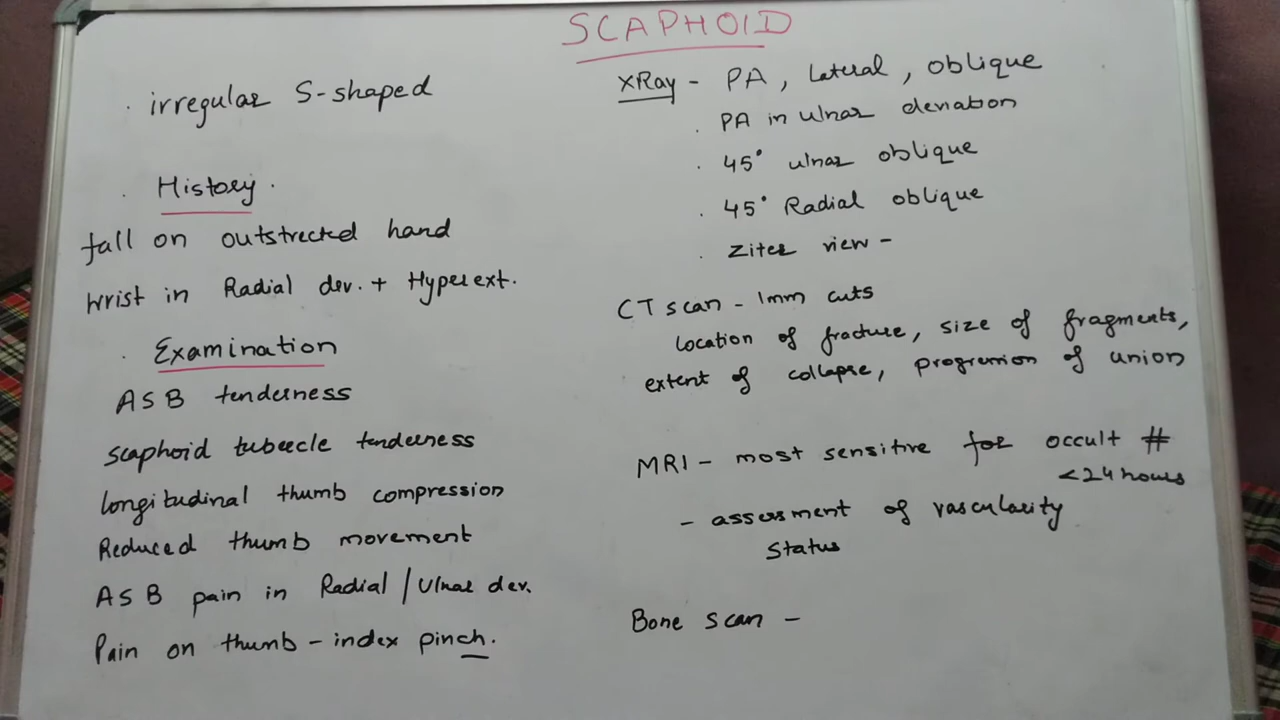 SCAPHOID
. irregular S-shaped
. History.
fall on outstrected hand
wrist in Radial dev. + Hyperext.
. Examination
ASB tenderness
scaphoid tubercle tenderness
longitudinal thumb compression
Reduced thumb movement
ASB pain in Radial / Ulnar dev.
Pain on thumb - index pinch.
XRay - PA, Lateral, oblique
. PA in ulnar deviation
. 45° ulnar oblique
. 45° Radial oblique
. Ziter view -
CT scan - 1mm cuts
location of fracture, size of fragments,
extent of collapse, progression of union
MRI - most sensitive for occult #
<24 hours
- assessment of vascularity
status
Bone scan -